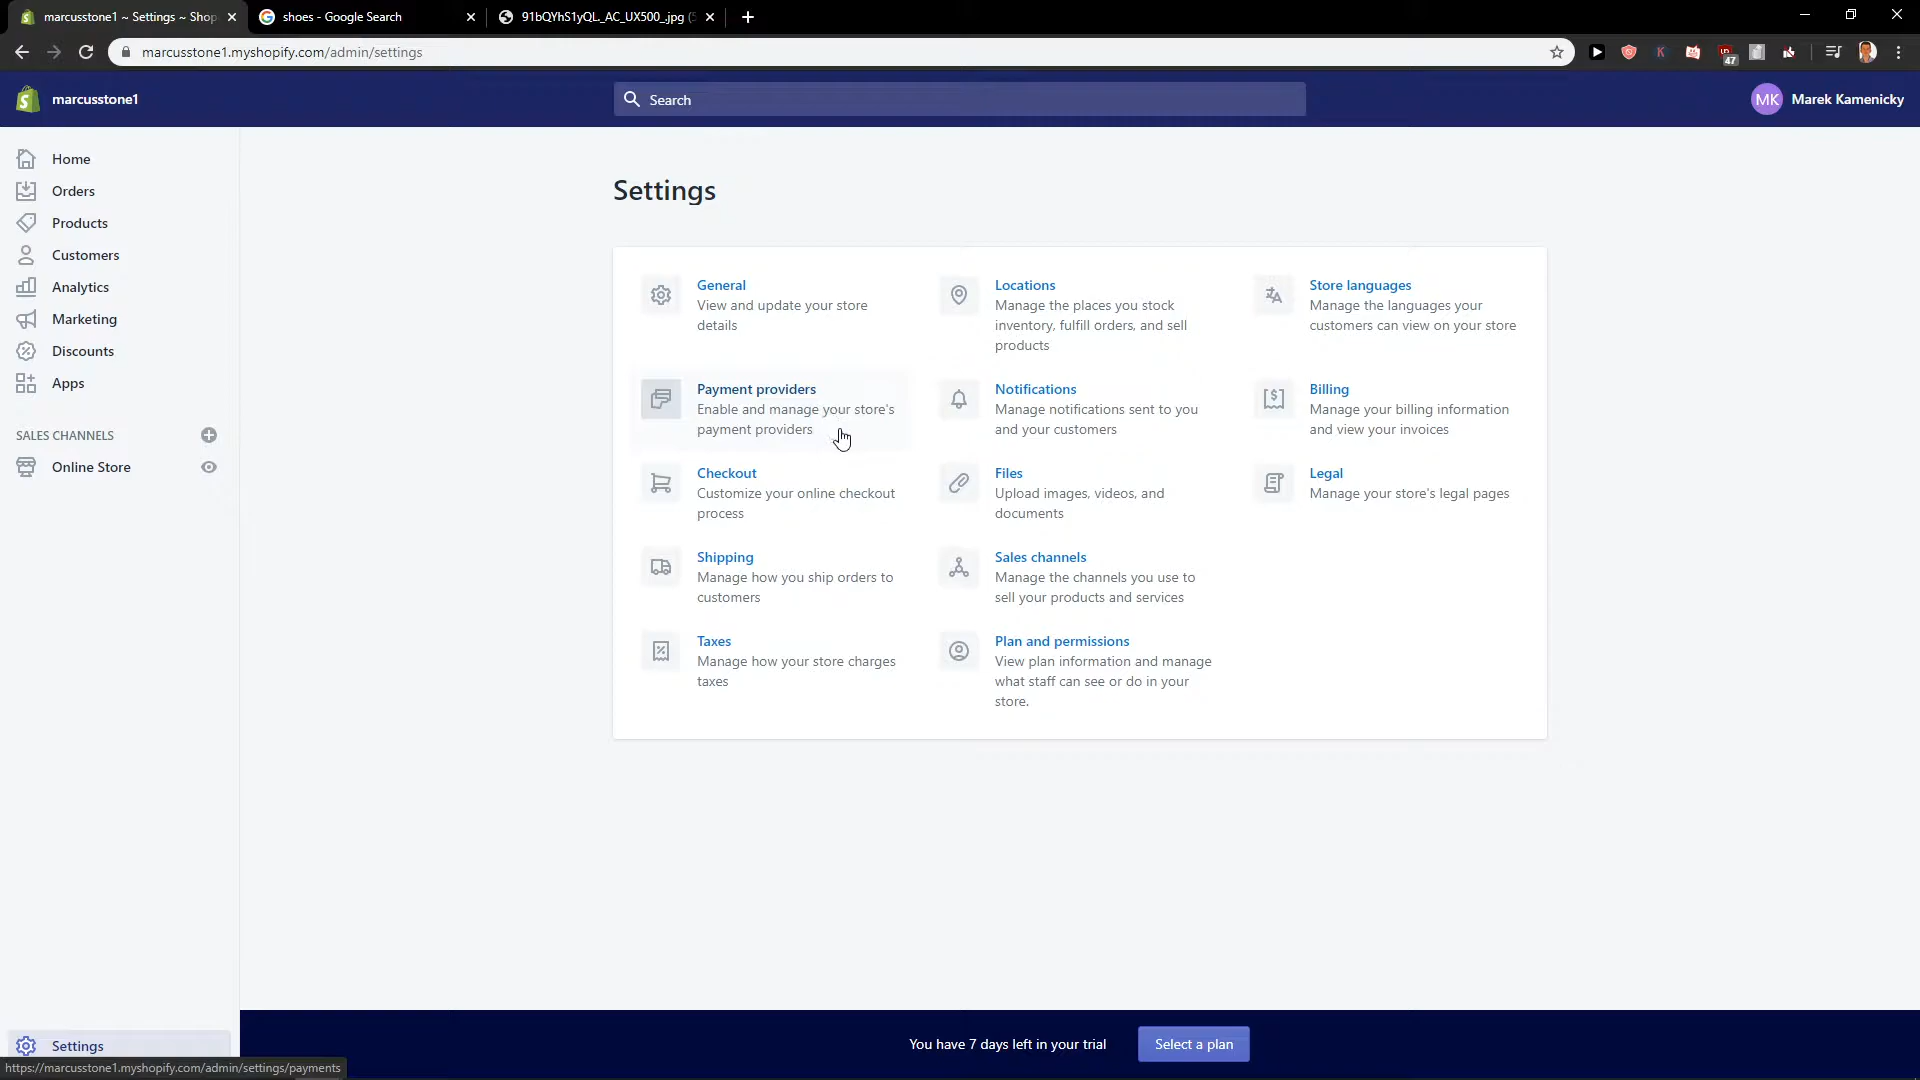 marcusstone1 ~ Settings ~ Shop
shoes - Google Search
91bQYhS1yQL._AC_UX500_.jpg (5
marcusstone1.myshopify.com/admin/settings
47
marcusstone1
Search
MK
Marek Kamenicky
Home
Orders
Products
Customers
Analytics
Marketing
Discounts
Apps
SALES CHANNELS
Online Store
Settings
General
View and update your store
details
Locations
Manage the places you stock
inventory, fulfill orders, and sell
products
Store languages
Manage the languages your
customers can view on your store
Payment providers
Enable and manage your store's
payment providers
Notifications
Manage notifications sent to you
and your customers
Billing
Manage your billing information
and view your invoices
Checkout
Customize your online checkout
process
Files
Upload images, videos, and
documents
Legal
Manage your store's legal pages
Shipping
Manage how you ship orders to
customers
Sales channels
Manage the channels you use to
sell your products and services
Taxes
Manage how your store charges
taxes
Plan and permissions
View plan information and manage
what staff can see or do in your
store.
Settings
You have 7 days left in your trial
Select a plan
https://marcusstone1.myshopify.com/admin/settings/payments